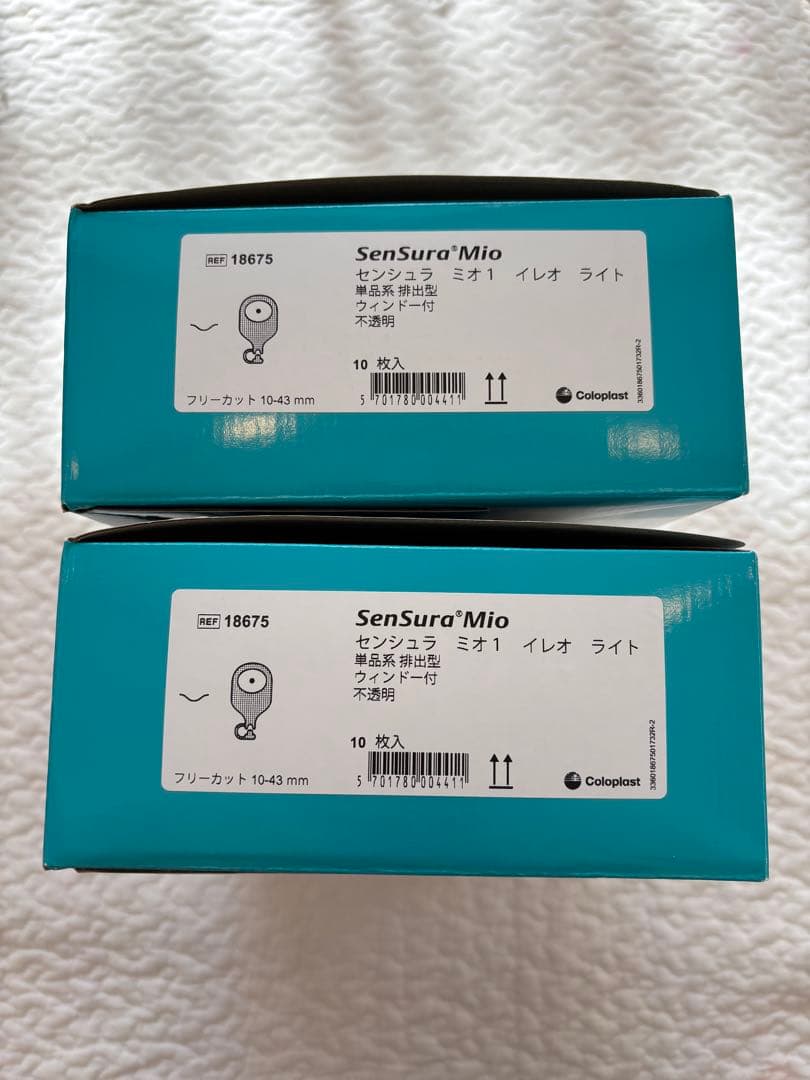 REF 18675
SenSura®Mio
センシュラ ミオ1 イレオ ライト
単品系 排出型
ウィンドー付
不透明
10 枚入
5 701780 004411
フリーカット 10-43 mm
Coloplast
33601867501732R-2
REF 18675
SenSura®Mio
センシュラ ミオ1 イレオ ライト
単品系 排出型
ウィンドー付
不透明
10 枚入
5 701780 004411
フリーカット 10-43 mm
Coloplast
33601867501732R-2